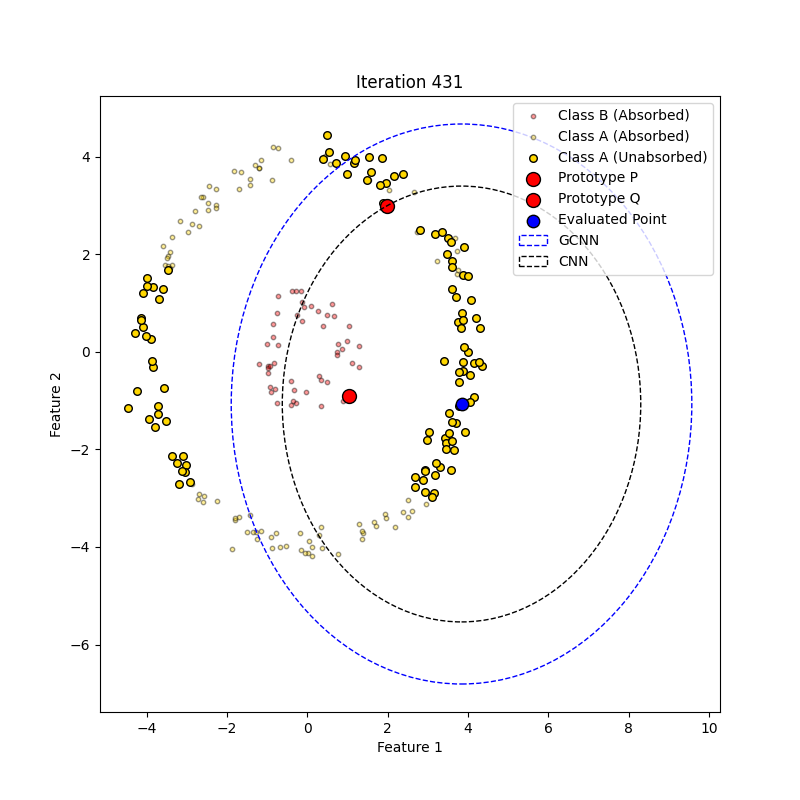 Iteration 431
Class B (Absorbed)
Class A (Absorbed)
Class A (Unabsorbed)
Prototype P
Prototype Q
Evaluated Point
GCNN
CNN
4
2
0
−2
−4
−6
Feature 2
−4 −2 0 2 4 6 8 10
Feature 1